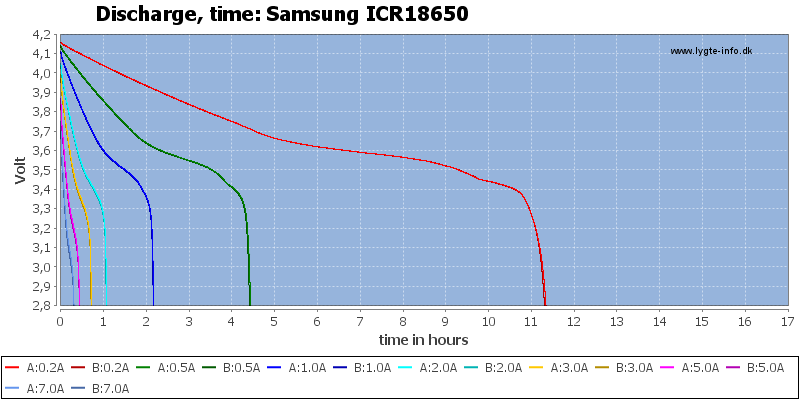 Discharge, time: Samsung ICR18650
www.lygte-info.dk
Volt
4,2
4,1
4,0
3,9
3,8
3,7
3,6
3,5
3,4
3,3
3,2
3,1
3,0
2,9
2,8
0 1 2 3 4 5 6 7 8 9 10 11 12 13 14 15 16 17
time in hours
A:0.2A B:0.2A A:0.5A B:0.5A A:1.0A B:1.0A A:2.0A B:2.0A A:3.0A B:3.0A A:5.0A B:5.0A
A:7.0A B:7.0A